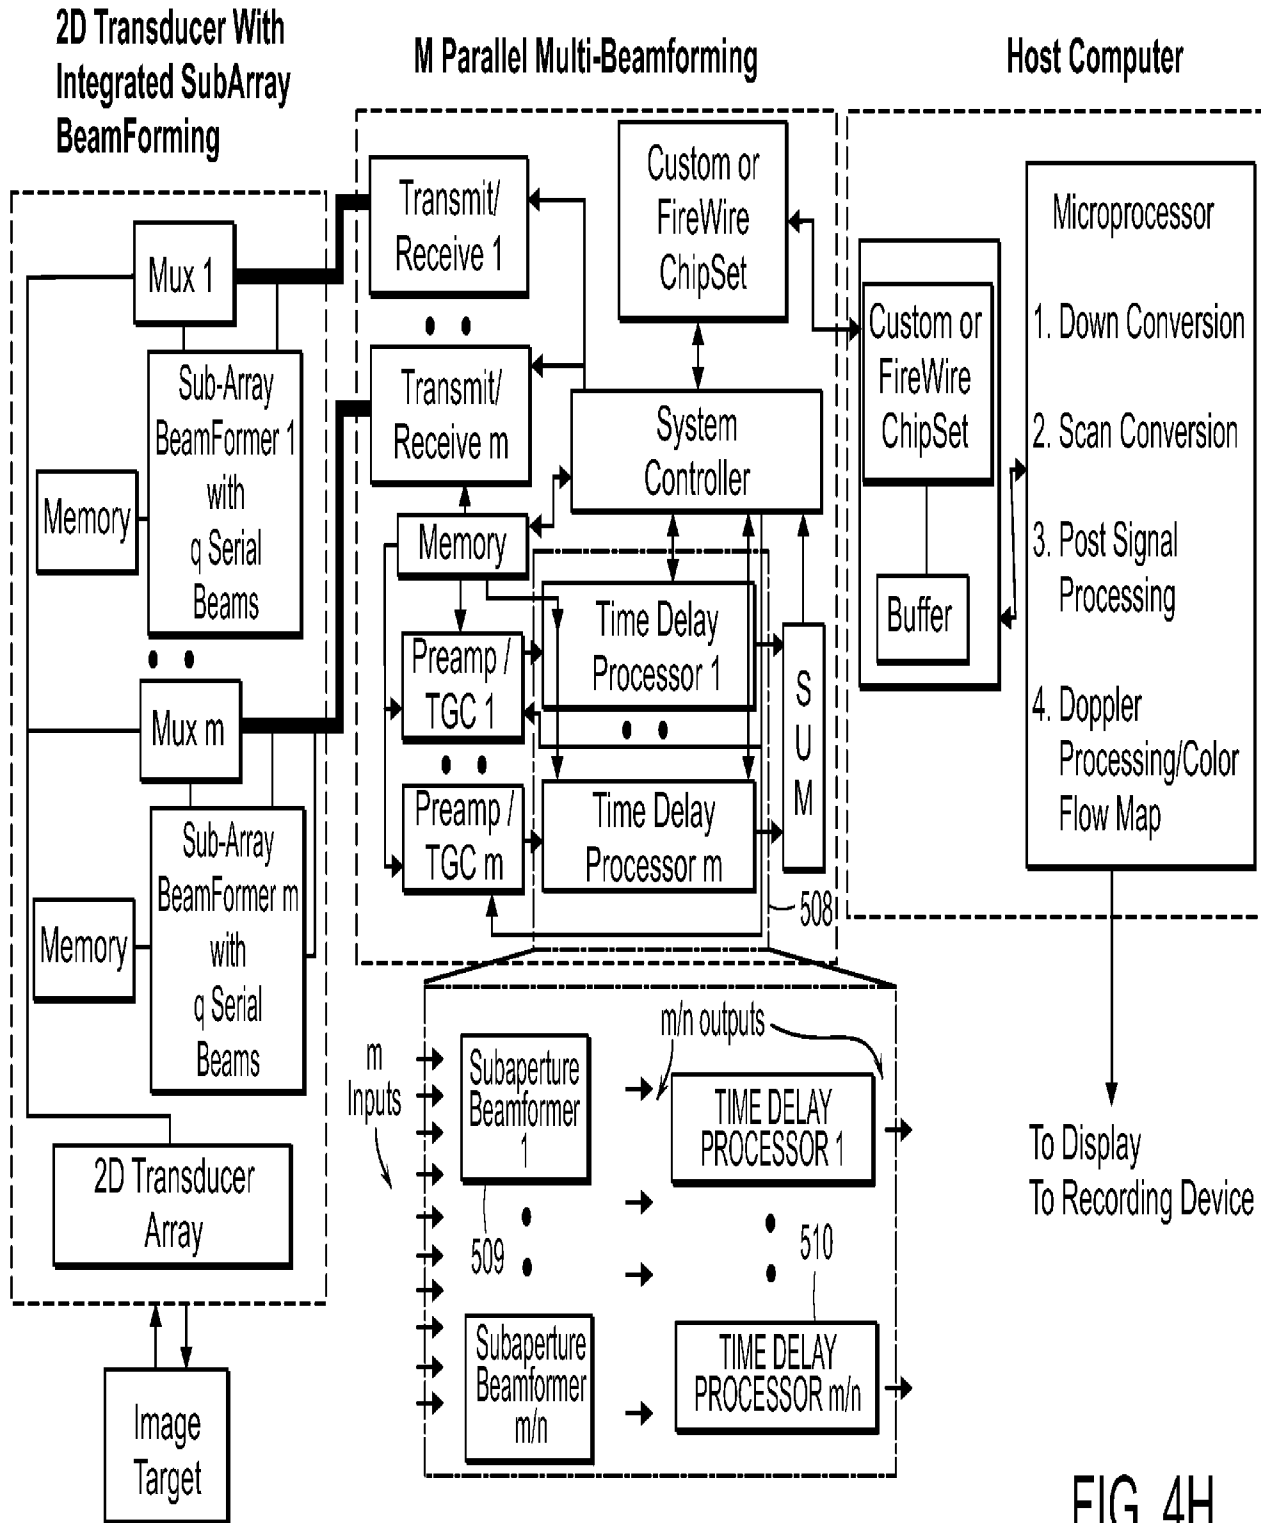 2D Transducer With
Integrated SubArray
BeamForming
M Parallel Multi-Beamforming
Host Computer
Mux 1
Sub-Array
BeamFormer 1
with
q Serial
Beams
Memory
Mux m
Sub-Array
BeamFormer m
with
q Serial
Beams
Memory
2D Transducer
Array
Image
Target
Transmit/
Receive 1
Transmit/
Receive m
Custom or
FireWire
ChipSet
System
Controller
Memory
Preamp /
TGC 1
Preamp /
TGC m
Time Delay
Processor 1
Time Delay
Processor m
S
U
M
508
Custom or
FireWire
ChipSet
Buffer
Microprocessor
1. Down Conversion
2. Scan Conversion
3. Post Signal
Processing
4. Doppler
Processing/Color
Flow Map
To Display
To Recording Device
m
Inputs
m/n outputs
Subaperture
Beamformer
1
509
Subaperture
Beamformer
m/n
TIME DELAY
PROCESSOR 1
510
TIME DELAY
PROCESSOR m/n
FIG. 4H